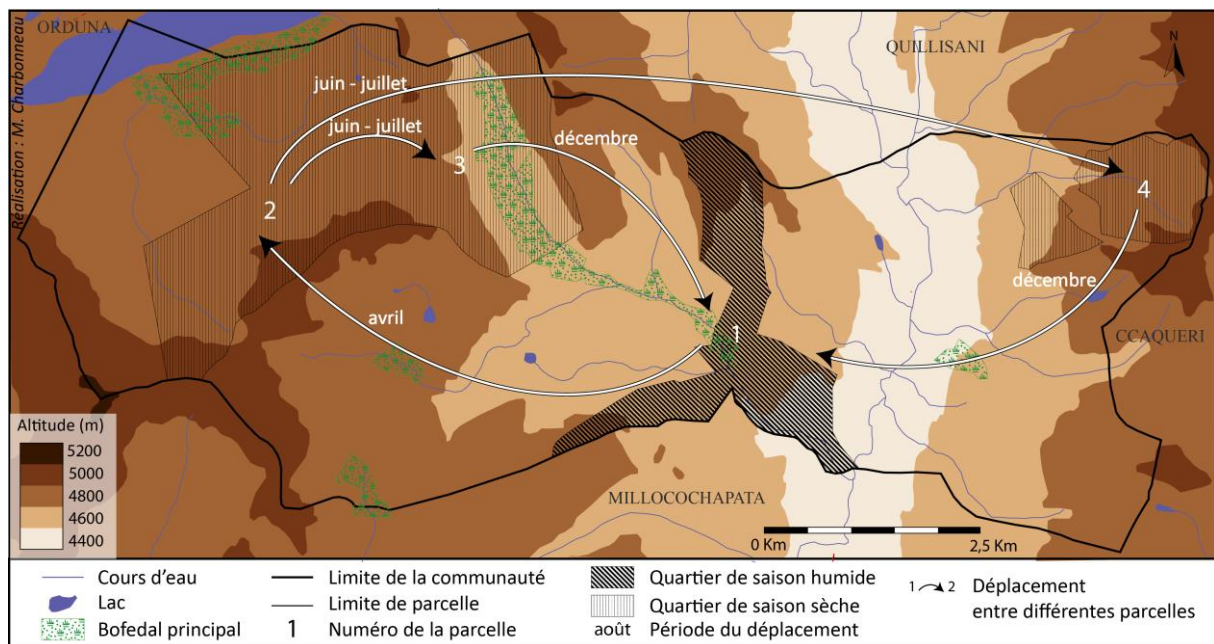 ORDUNA
QUILLISANI
N
Réalisation : M. Charbonneau
juin - juillet
juin - juillet
décembre
3
4
2
décembre
avril
1
CCAQUERI
Altitude (m)
5200
5000
4800
4600
4400
MILLOCOCHAPATA
0 Km
2,5 Km
Cours d'eau
Lac
Bofedal principal
Limite de la communauté
Limite de parcelle
1 Numéro de la parcelle
Quartier de saison humide
Quartier de saison sèche
août Période du déplacement
1 2 Déplacement
entre différentes parcelles